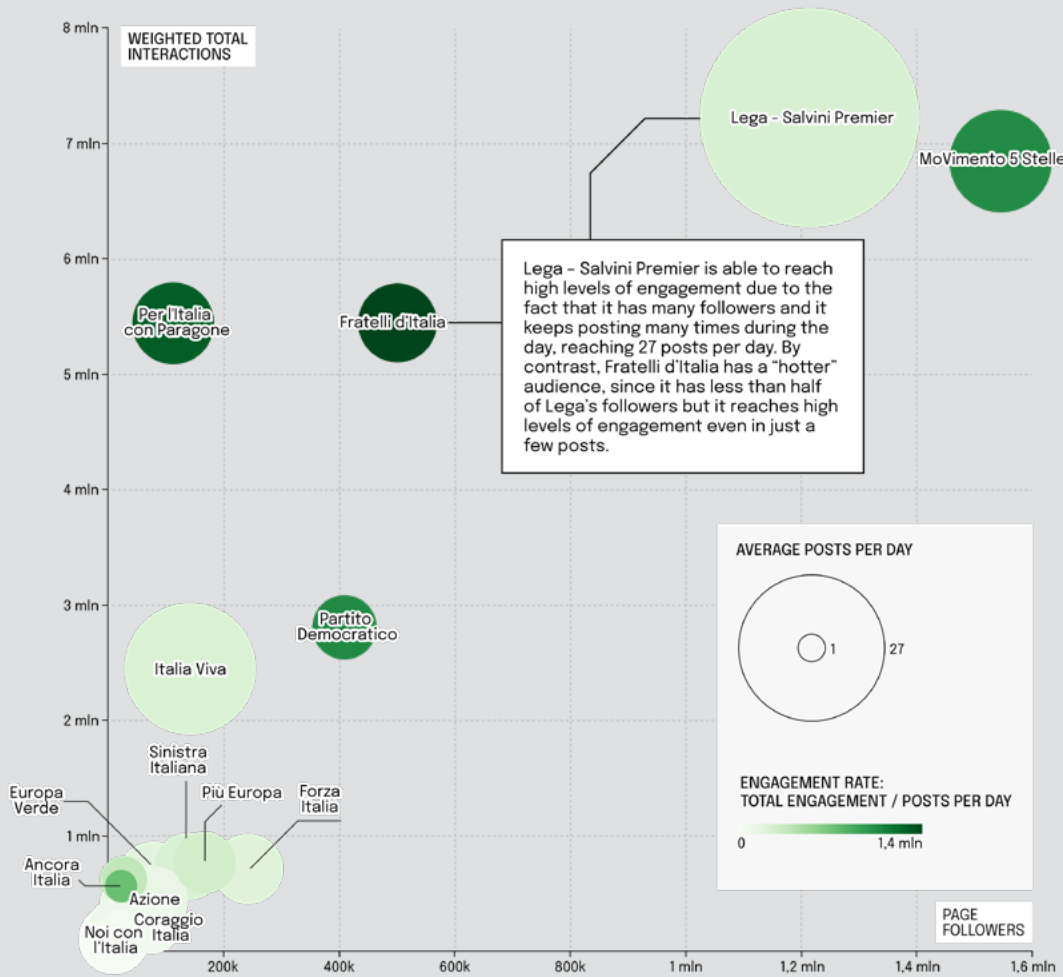 8 mln
WEIGHTED TOTAL
INTERACTIONS
7 mln
6 mln
5 mln
4 mln
3 mln
2 mln
1 mln
Lega - Salvini Premier
MoVimento 5 Stelle
Per l'Italia
con Paragone
Fratelli d'Italia
Lega – Salvini Premier is able to reach
high levels of engagement due to the
fact that it has many followers and it
keeps posting many times during the
day, reaching 27 posts per day. By
contrast, Fratelli d'Italia has a “hotter”
audience, since it has less than half
of Lega's followers but it reaches high
levels of engagement even in just a
few posts.
Partito
Democratico
Italia Viva
Sinistra
Italiana
Europa
Verde
Più Europa
Forza
Italia
Ancora
Italia
Azione
Coraggio
Italia
Noi con
l'Italia
AVERAGE POSTS PER DAY
1
27
ENGAGEMENT RATE:
TOTAL ENGAGEMENT / POSTS PER DAY
0
1,4 mln
PAGE
FOLLOWERS
200k
400k
600k
800k
1 mln
1,2 mln
1,4 mln
1,6 mln